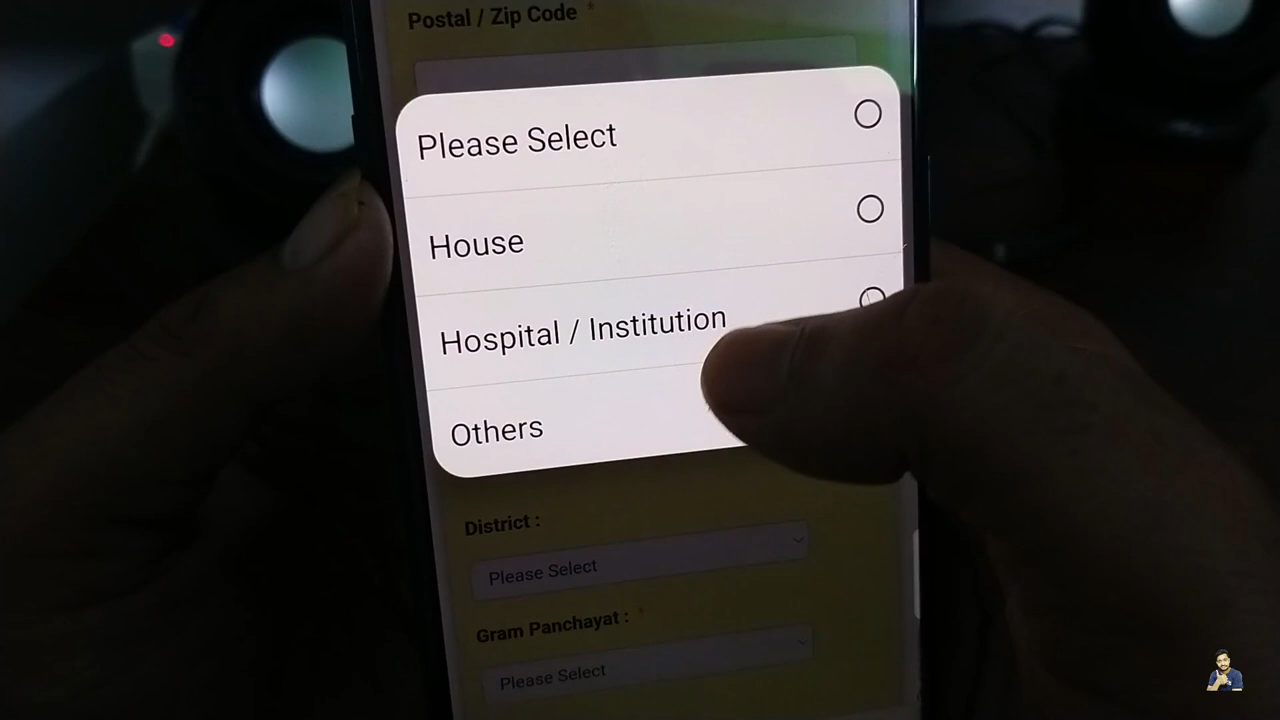 Postal / Zip Code *
Please Select
House
Hospital / Institution
Others
District :
Please Select
Gram Panchayat : *
Please Select